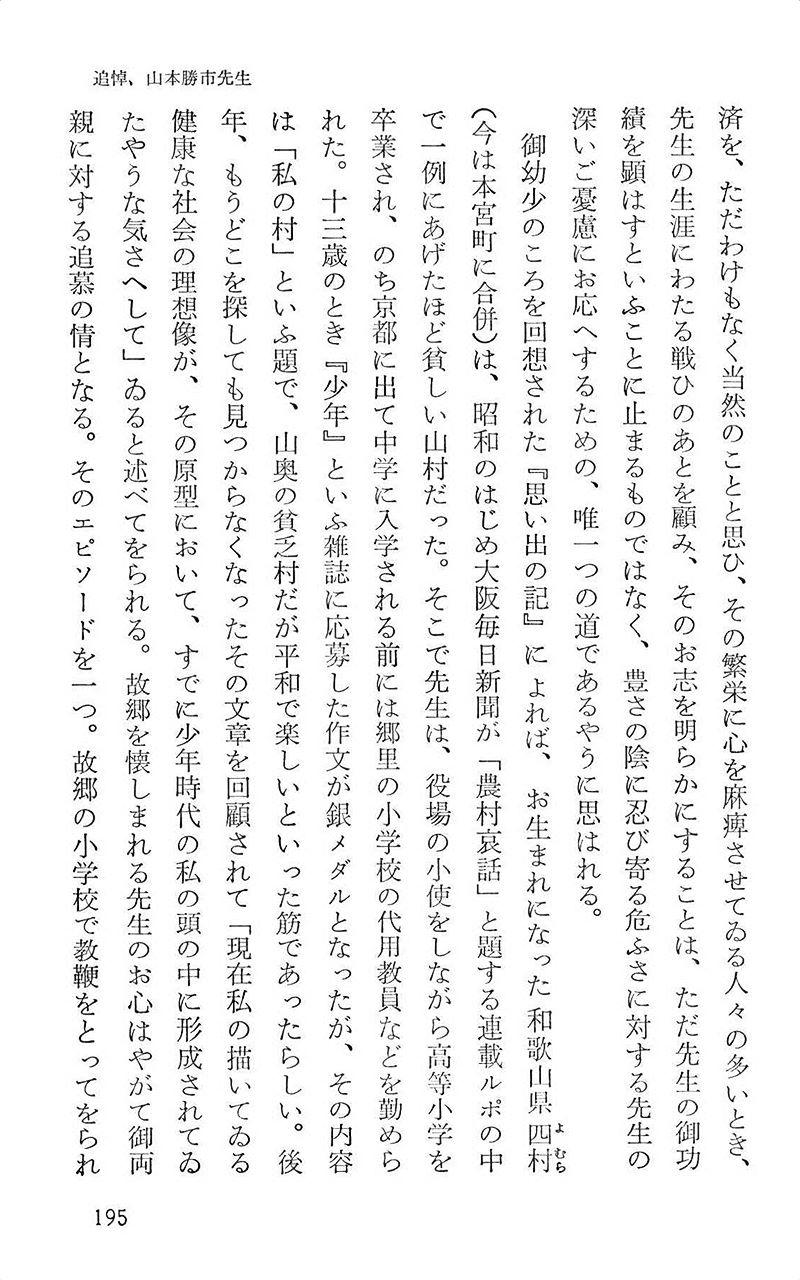 追悼、山本勝市先生
済を、ただわけもなく当然のことと思ひ、その繁栄に心を麻痺させてゐる人々の多いとき、
先生の生涯にわたる戦ひのあとを顧み、そのお志を明らかにすることは、ただ先生の御功
績を顕はすといふことに止まるものではなく、豊さの陰に忍び寄る危ふさに対する先生の
深いご憂慮にお応へするための、唯一つの道であるやうに思はれる。
御幼少のころを回想された『思い出の記』によれば、お生まれになった和歌山県四村
よむら
(今は本宮町に合併)は、昭和のはじめ大阪毎日新聞が「農村哀話」と題する連載ルポの中
で一例にあげたほど貧しい山村だった。そこで先生は、役場の小使をしながら高等小学を
卒業され、のち京都に出て中学に入学される前には郷里の小学校の代用教員などを勤めら
れた。十三歳のとき『少年』といふ雑誌に応募した作文が銀メダルとなったが、その内容
は「私の村」といふ題で、山奥の貧乏村だが平和で楽しいといった筋であったらしい。後
年、もうどこを探しても見つからなくなったその文章を回顧されて「現在私の描いてゐる
健康な社会の理想像が、その原型において、すでに少年時代の私の頭の中に形成されてゐ
たやうな気さへして」ゐると述べてをられる。故郷を懐しまれる先生のお心はやがて御両
親に対する追慕の情となる。そのエピソードを一つ。故郷の小学校で教鞭をとってをられ
195